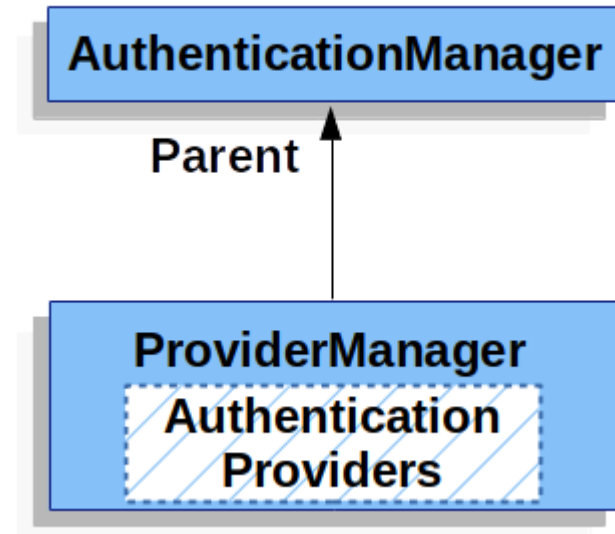 AuthenticationManager
Parent
ProviderManager
Authentication
Providers